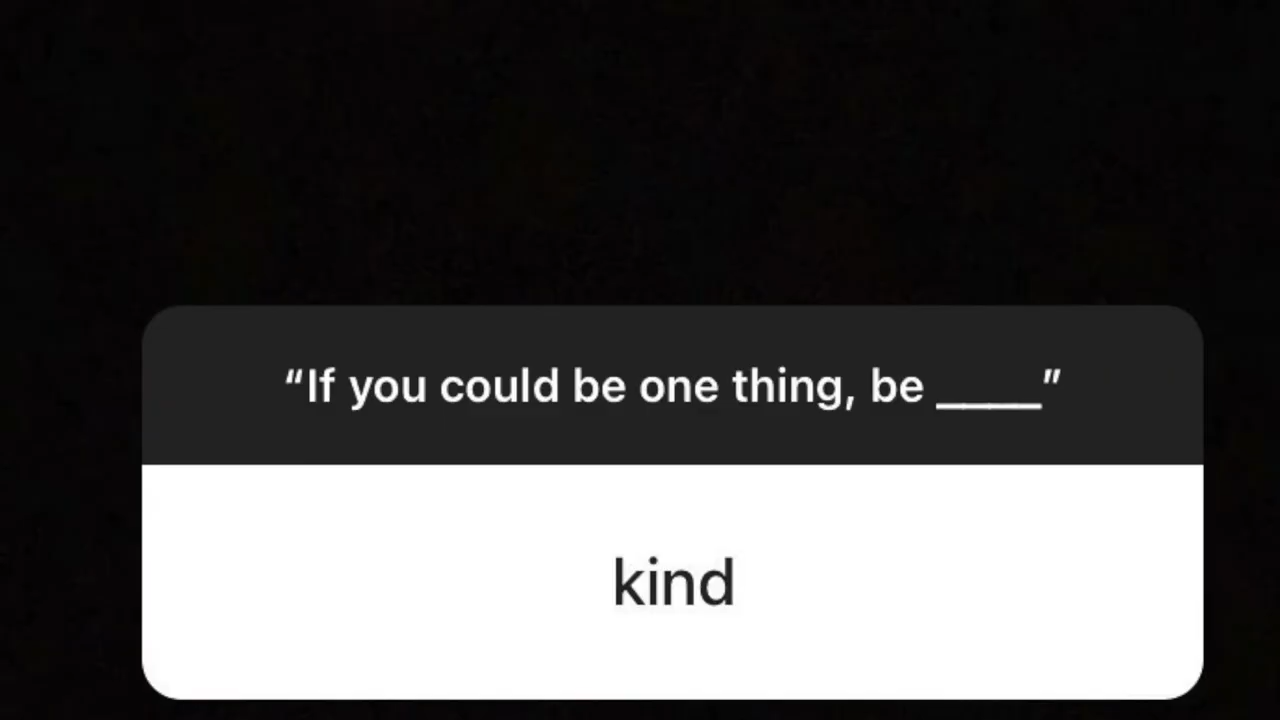 “If you could be one thing, be ____”
kind